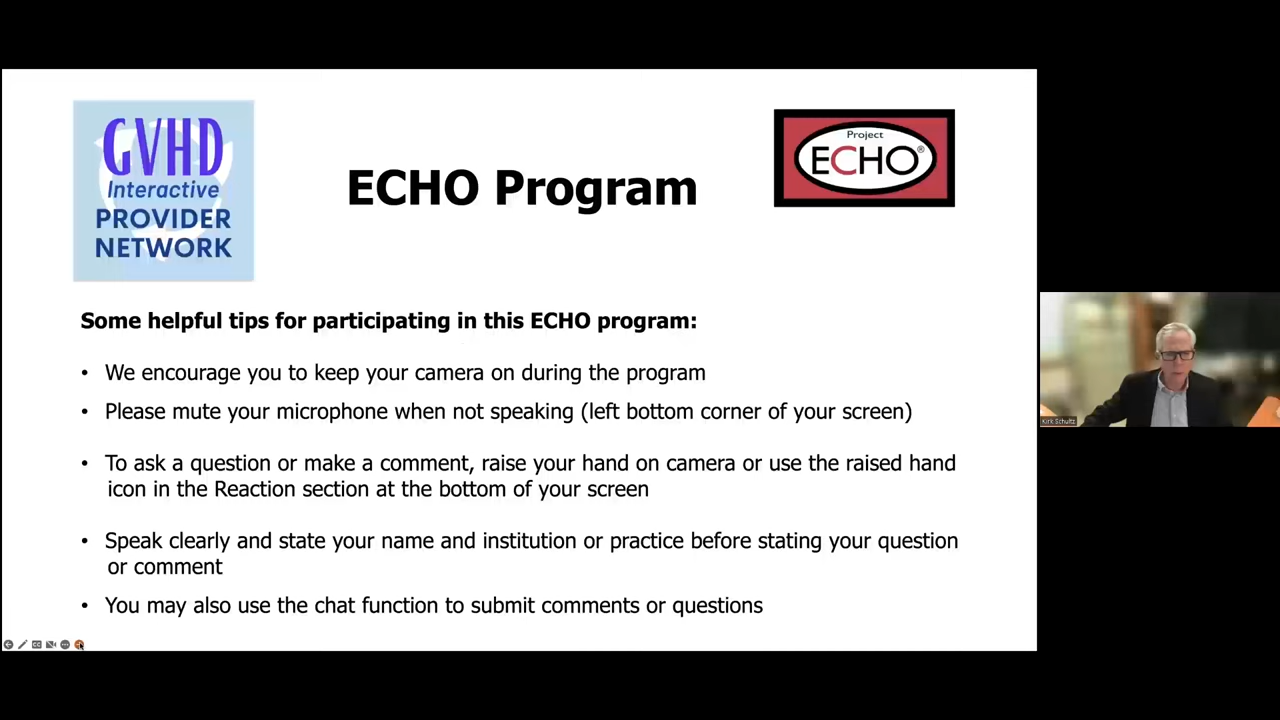 GVHD
Interactive
PROVIDER
NETWORK
ECHO Program
Project
ECHO®
Some helpful tips for participating in this ECHO program:
• We encourage you to keep your camera on during the program
• Please mute your microphone when not speaking (left bottom corner of your screen)
• To ask a question or make a comment, raise your hand on camera or use the raised hand
icon in the Reaction section at the bottom of your screen
• Speak clearly and state your name and institution or practice before stating your question
or comment
• You may also use the chat function to submit comments or questions
Kirk Schultz